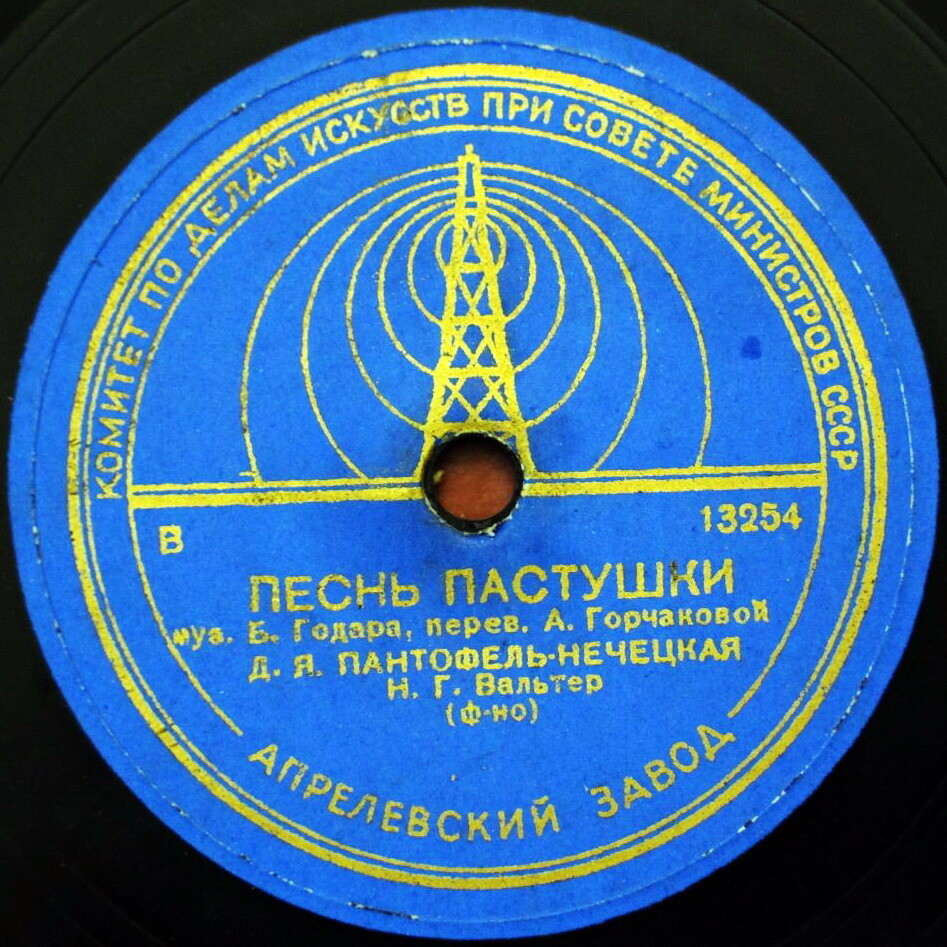 КОМИТЕТ ПО ДЕЛАМ ИСКУССТВ ПРИ СОВЕТЕ МИНИСТРОВ СССР
В
13254
ПЕСНЬ ПАСТУШКИ
муз. Б. Годара, перев. А. Горчаковой
Д. Я. ПАНТОФЕЛЬ-НЕЧЕЦКАЯ
Н. Г. Вальтер
(ф-но)
АПРЕЛЕВСКИЙ ЗАВОД